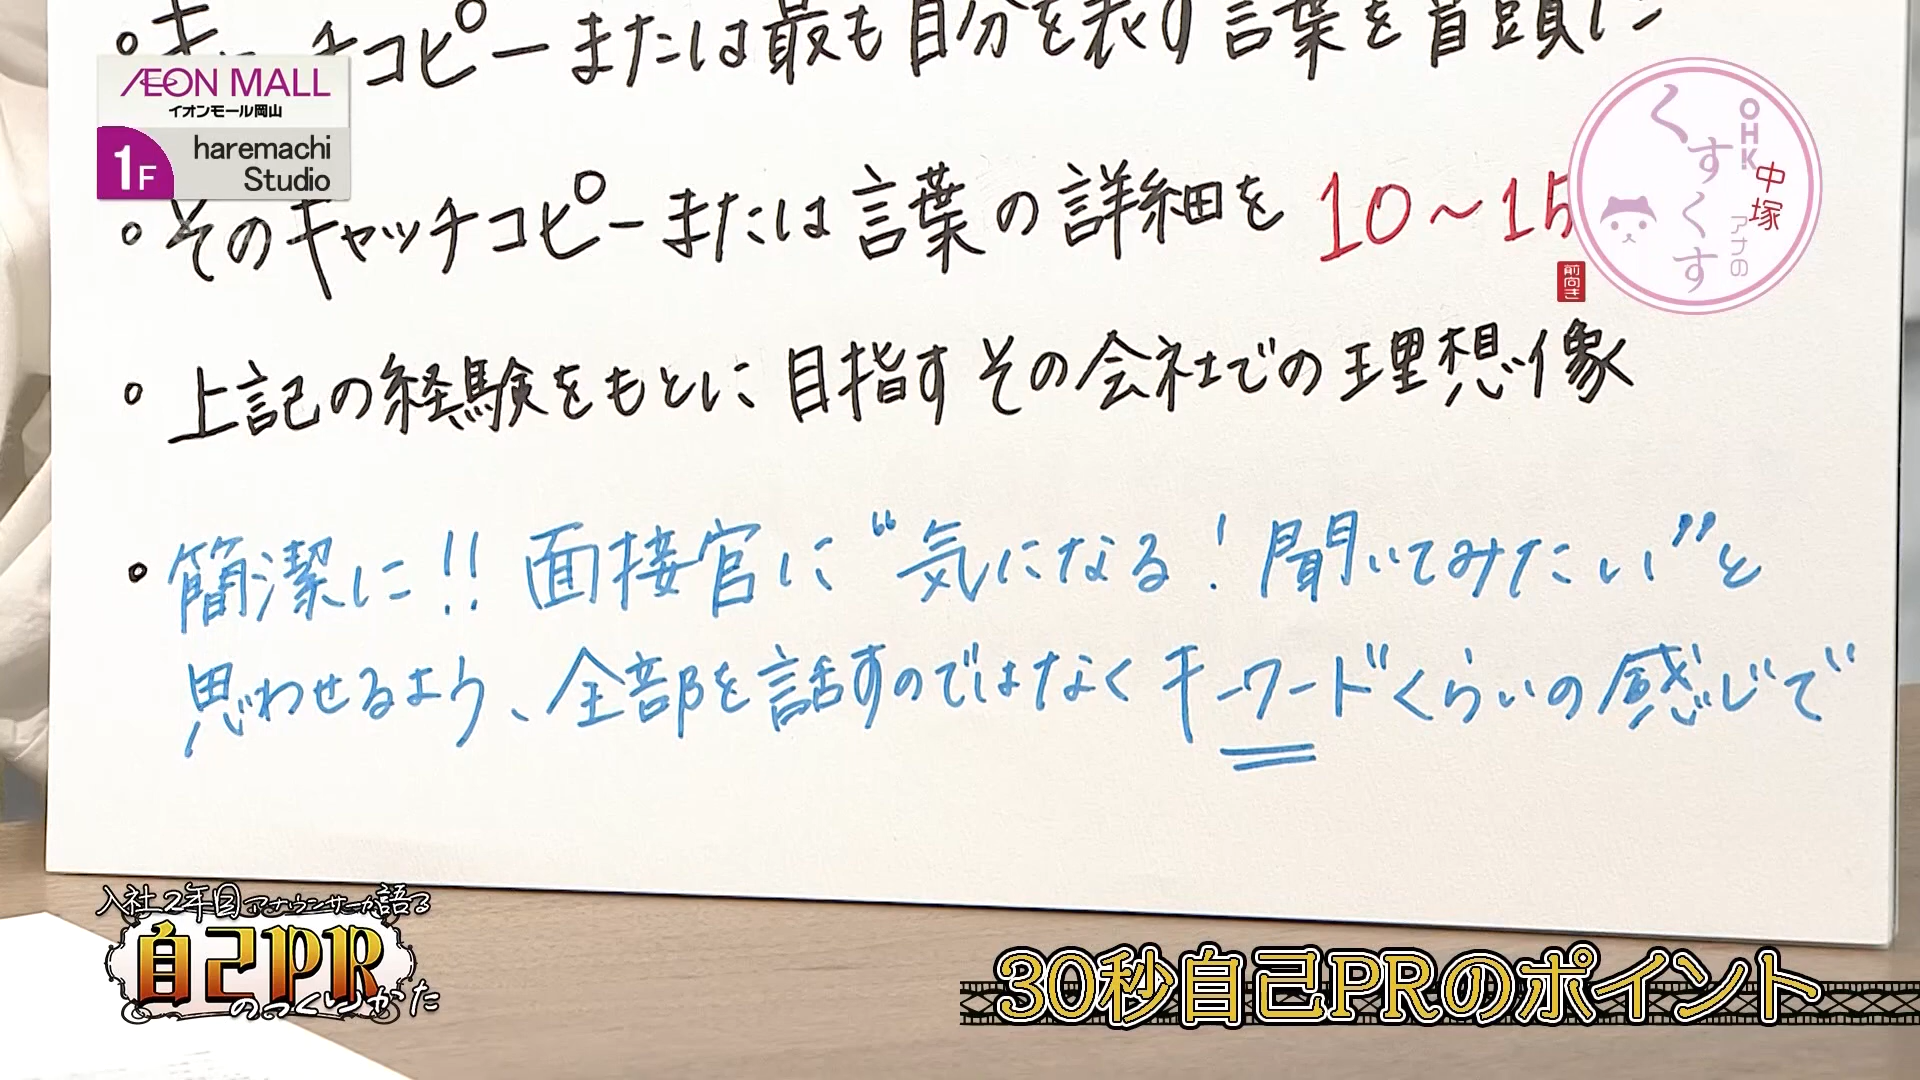 キャッチコピーまたは最も自分を表す言葉を冒頭に
ÆON MALL
イオンモール岡山
1F
haremachi
Studio
OHK
中塚
アナの
くすくす
前向き
そのキャッチコピーまたは言葉の詳細を 10〜15
上記の経験をもとに目指すその会社での理想像
簡潔に!! 面接官に“気になる!聞いてみたい”と
思わせるよう、全部を話すのではなくキーワードくらいの感じで
入社2年目アナウンサーが語る
自己PR
のつくりかた
30秒自己PRのポイント